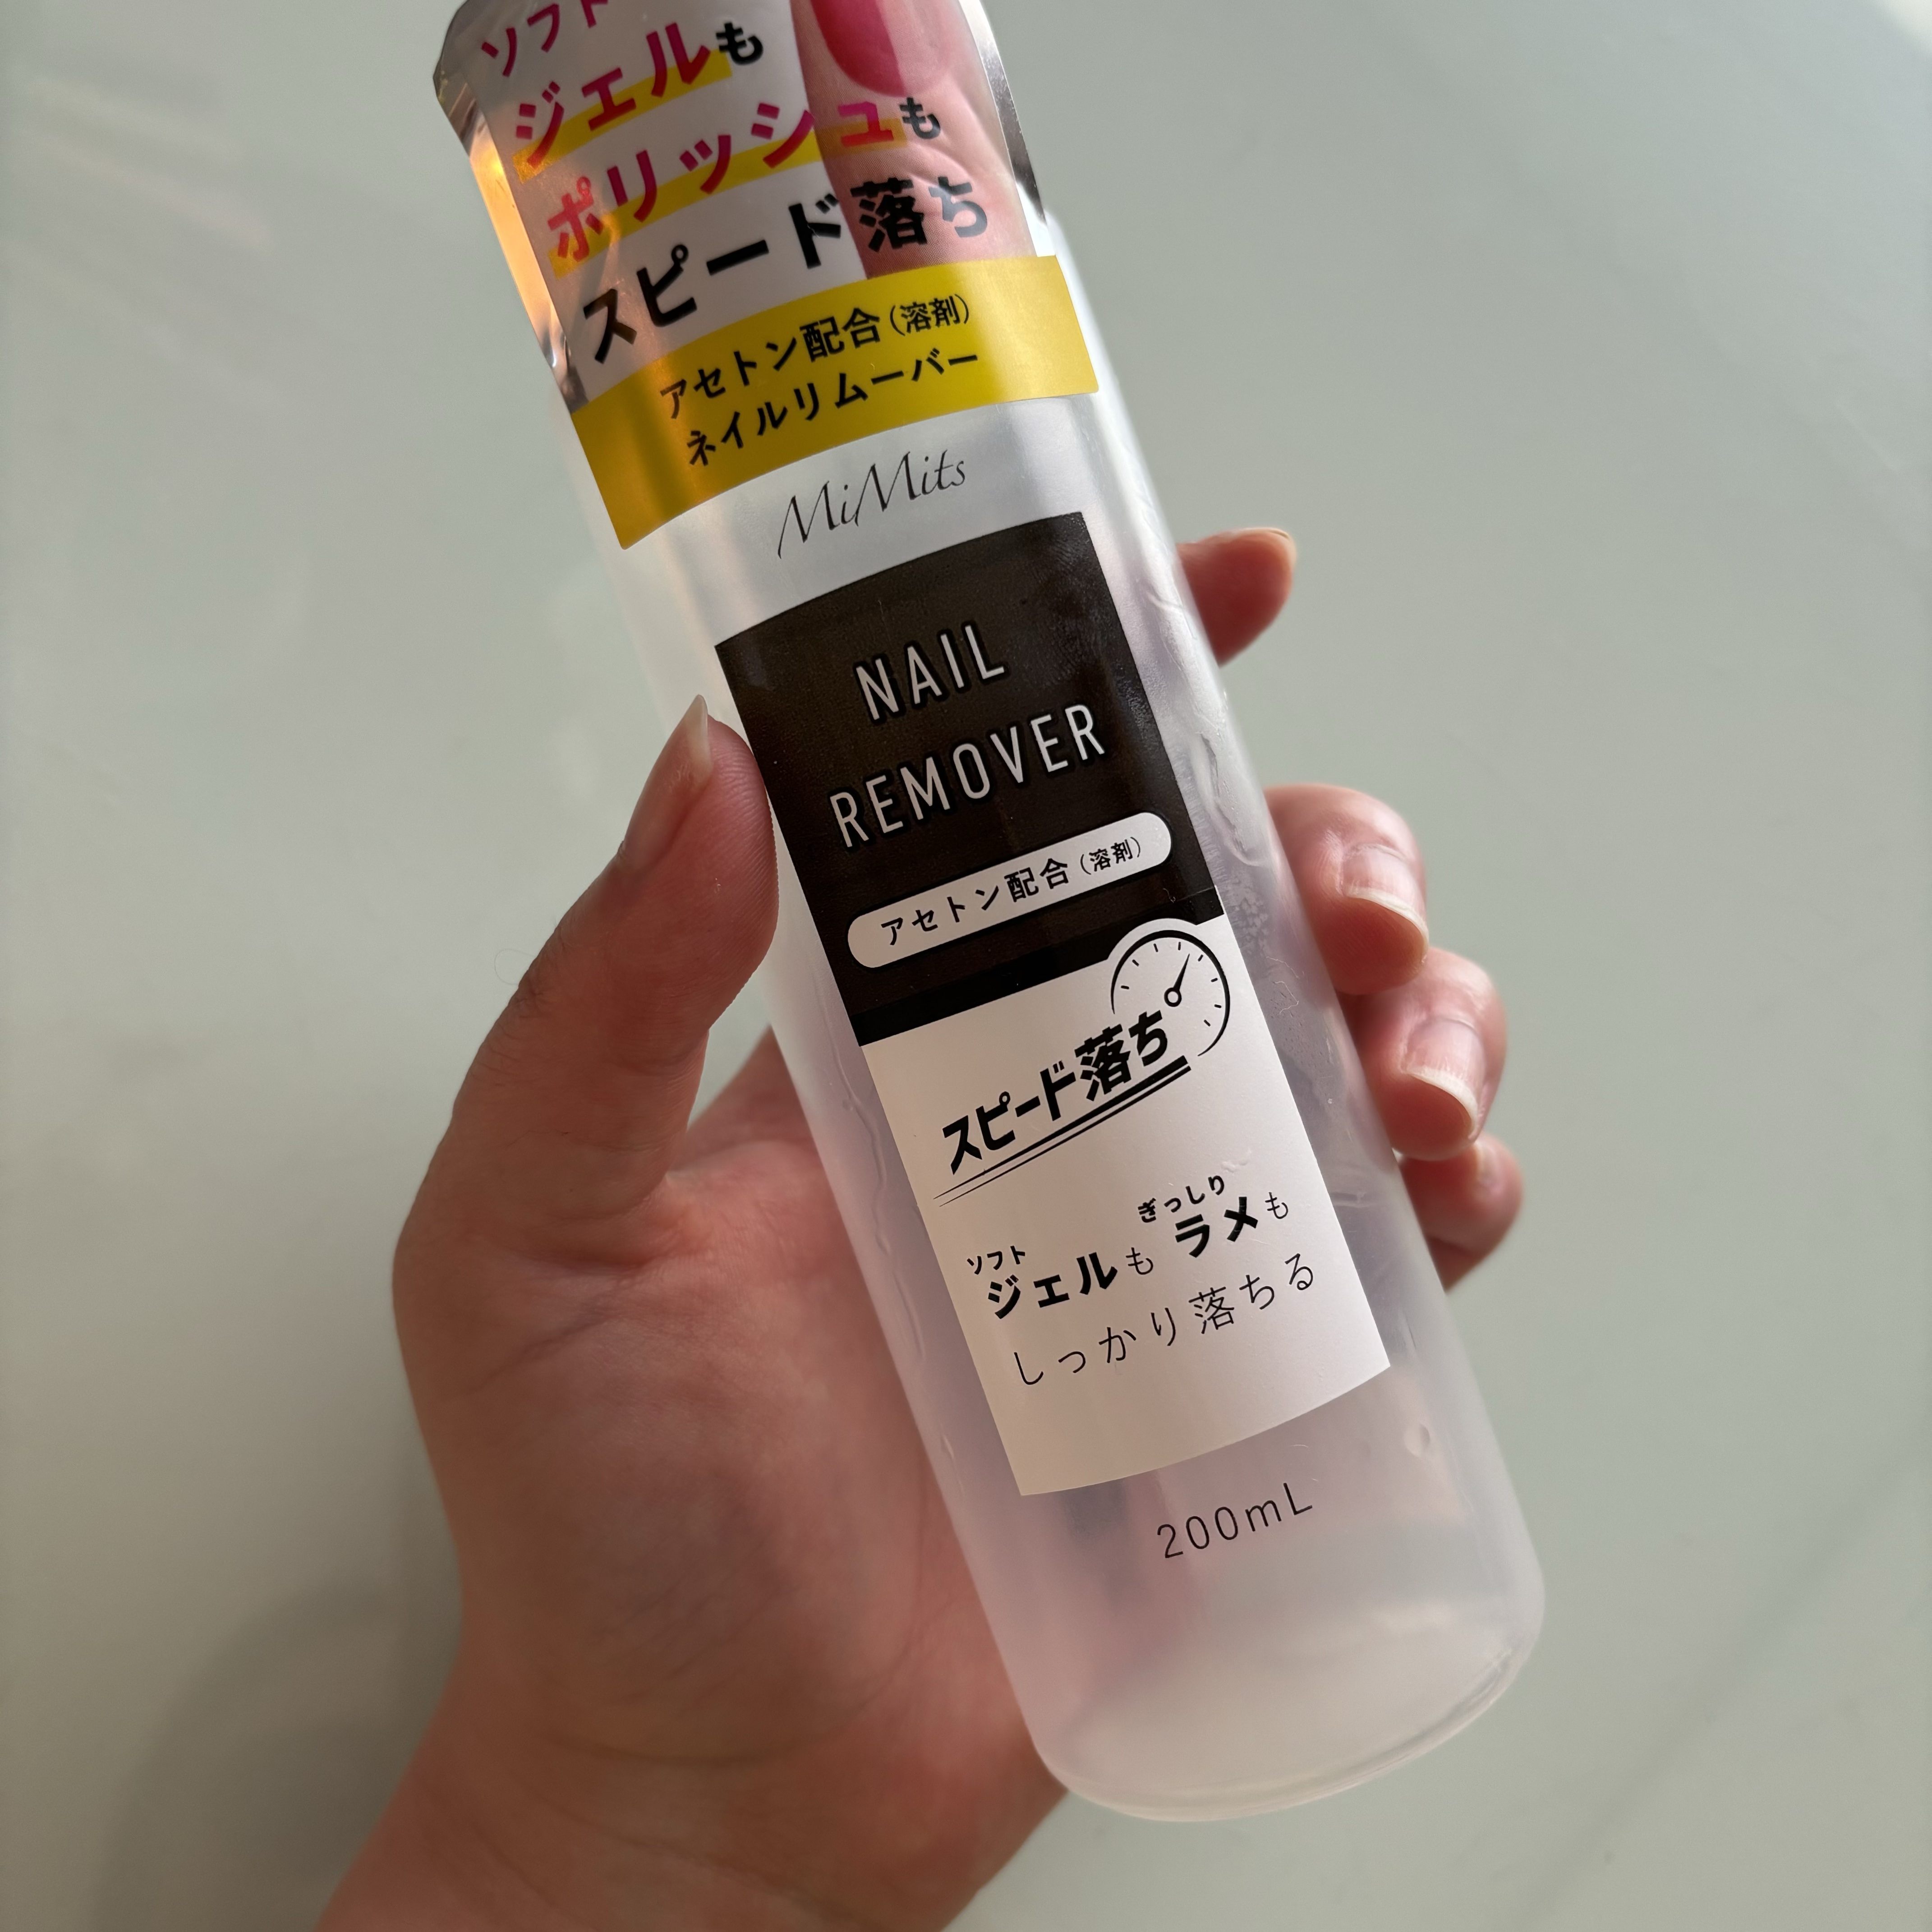 ソフト
ジェルも
ポリッシュも
スピード落ち
アセトン配合(溶剤)
ネイルリムーバー
MiMits
NAIL
REMOVER
アセトン配合(溶剤)
スピード落ち
ソフト ぎっしり
ジェルも ラメも
しっかり落ちる
200mL